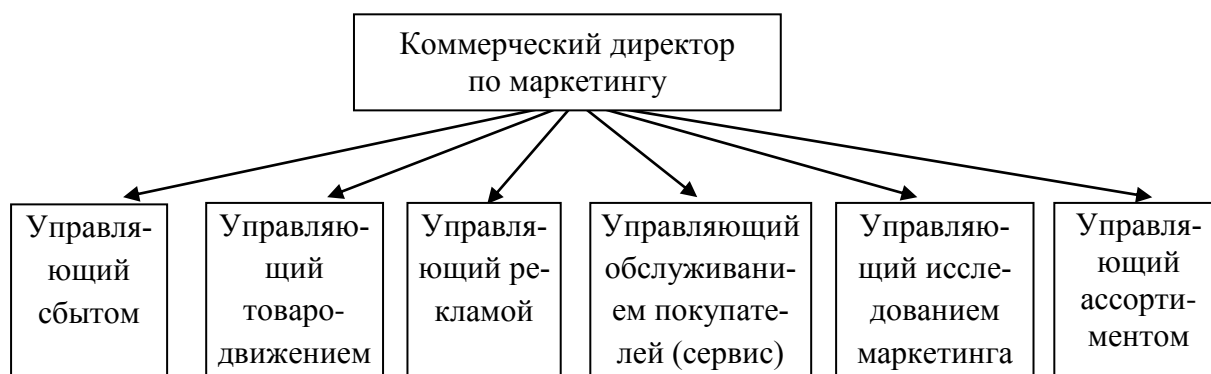 Коммерческий директор
по маркетингу
Управля-
ющий
сбытом
Управляю-
щий
товаро-
движением
Управля-
ющий ре-
кламой
Управляющий
обслуживани-
ем покупате-
лей (сервис)
Управляю-
щий иссле-
дованием
маркетинга
Управля-
ющий
ассорти-
ментом